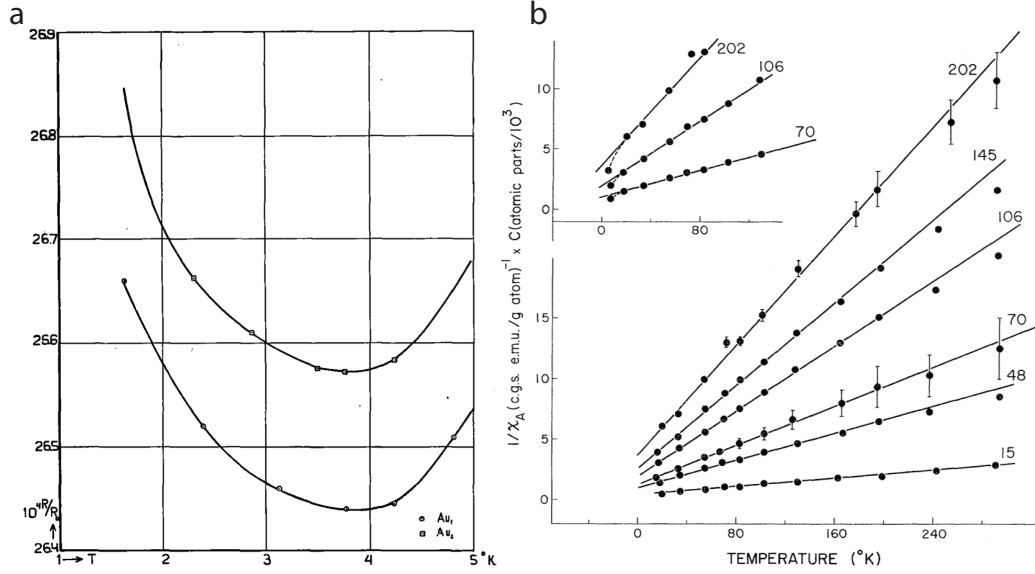 a
26.9
26.8
26.7
26.6
26.5
10⁴R/R₀
26.4
1 → T 2 3 4 5 °K
Au₁
Au₂
b
1/χ_A (c.g.s. e.m.u./g atom)⁻¹ x C(atomic parts/10³)
10
5
0
0 80
202
106
70
15
10
5
0
0 80 160 240
202
145
106
70
48
15
TEMPERATURE (°K)